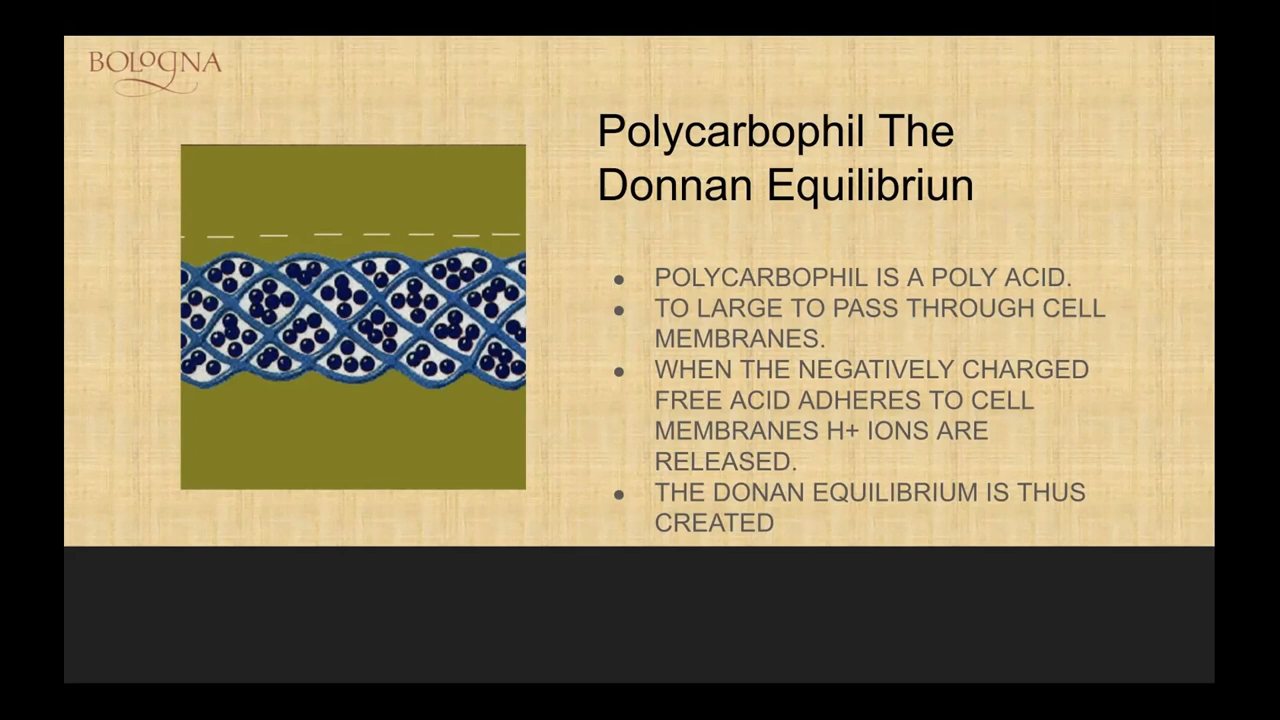 BOLOGNA
Polycarbophil The
Donnan Equilibriun
● POLYCARBOPHIL IS A POLY ACID.
● TO LARGE TO PASS THROUGH CELL
MEMBRANES.
● WHEN THE NEGATIVELY CHARGED
FREE ACID ADHERES TO CELL
MEMBRANES H+ IONS ARE
RELEASED.
● THE DONAN EQUILIBRIUM IS THUS
CREATED